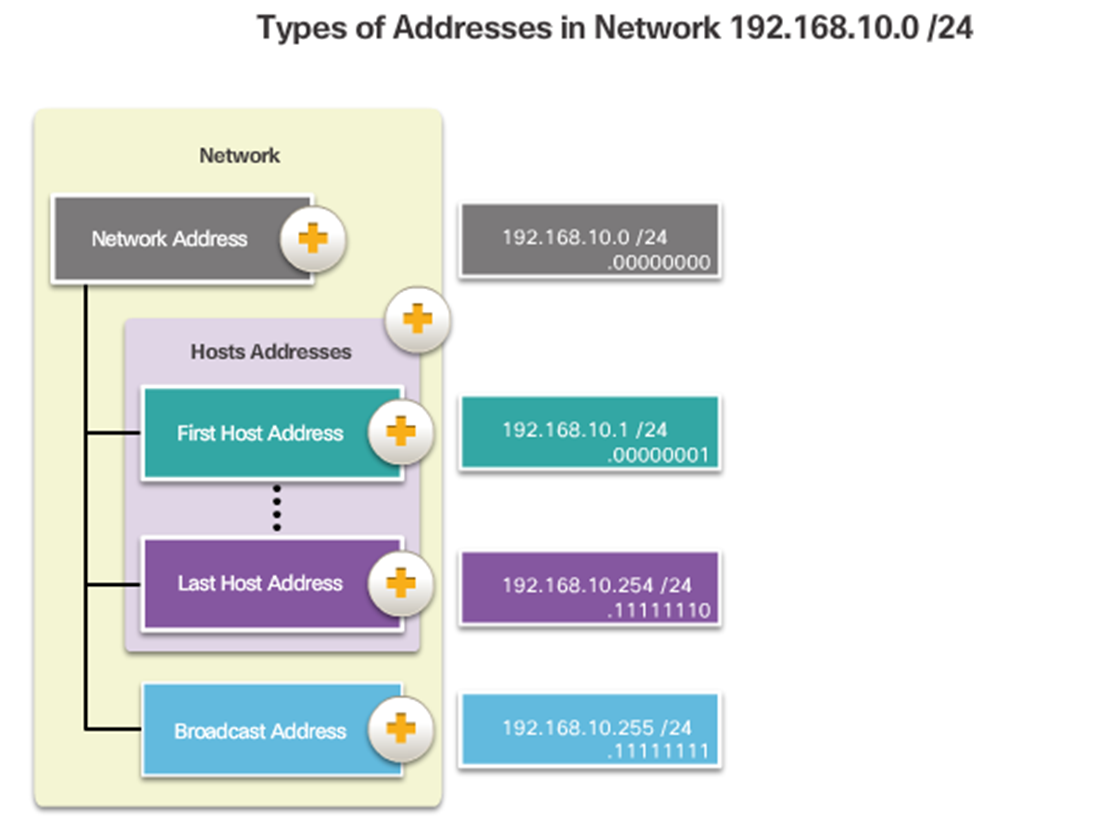 Types of Addresses in Network 192.168.10.0 /24
Network
Network Address
192.168.10.0 /24
.00000000
Hosts Addresses
First Host Address
192.168.10.1 /24
.00000001
Last Host Address
192.168.10.254 /24
.11111110
Broadcast Address
192.168.10.255 /24
.11111111